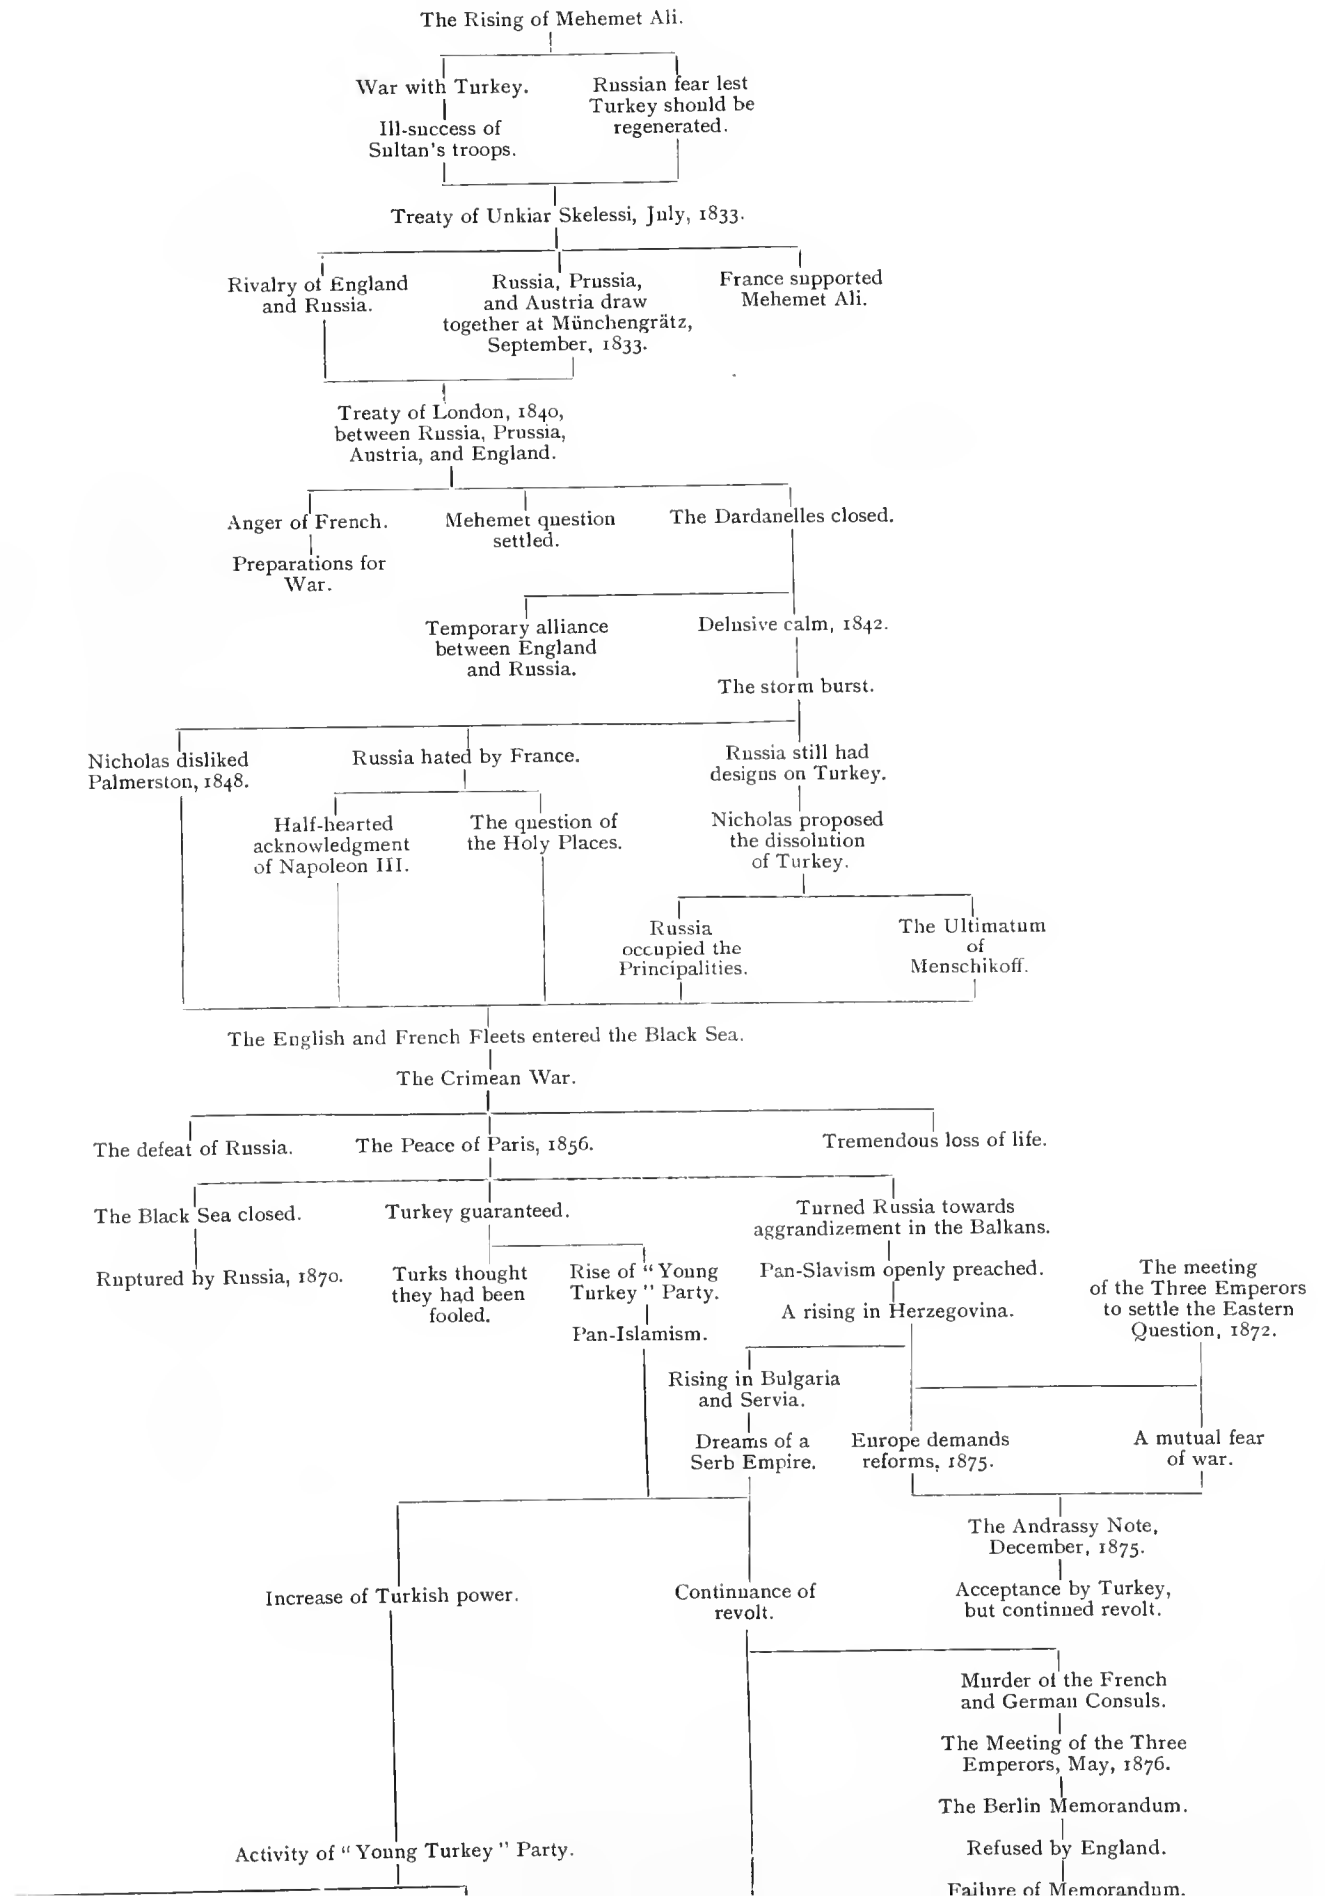 The Rising of Mehemet Ali.
War with Turkey.
Ill-success of
Sultan's troops.
Russian fear lest
Turkey should be
regenerated.
Treaty of Unkiar Skelessi, July, 1833.
Rivalry of England
and Russia.
Russia, Prussia,
and Austria draw
together at Münchengrätz,
September, 1833.
France supported
Mehemet Ali.
Treaty of London, 1840,
between Russia, Prussia,
Austria, and England.
Anger of French.
Preparations for
War.
Mehemet question
settled.
The Dardanelles closed.
Temporary alliance
between England
and Russia.
Delusive calm, 1842.
The storm burst.
Nicholas disliked
Palmerston, 1848.
Russia hated by France.
Half-hearted
acknowledgment
of Napoleon III.
The question of
the Holy Places.
Russia still had
designs on Turkey.
Nicholas proposed
the dissolution
of Turkey.
Russia
occupied the
Principalities.
The Ultimatum
of
Menschikoff.
The English and French Fleets entered the Black Sea.
The Crimean War.
The defeat of Russia.
The Peace of Paris, 1856.
Tremendous loss of life.
The Black Sea closed.
Ruptured by Russia, 1870.
Turkey guaranteed.
Turks thought
they had been
fooled.
Rise of "Young
Turkey" Party.
Pan-Islamism.
Turned Russia towards
aggrandizement in the Balkans.
Pan-Slavism openly preached.
A rising in Herzegovina.
The meeting
of the Three Emperors
to settle the Eastern
Question, 1872.
Rising in Bulgaria
and Servia.
Dreams of a
Serb Empire.
Europe demands
reforms, 1875.
A mutual fear
of war.
The Andrassy Note,
December, 1875.
Acceptance by Turkey,
but continued revolt.
Increase of Turkish power.
Continuance of
revolt.
Murder of the French
and German Consuls.
The Meeting of the Three
Emperors, May, 1876.
The Berlin Memorandum.
Refused by England.
Failure of Memorandum.
Activity of "Young Turkey" Party.